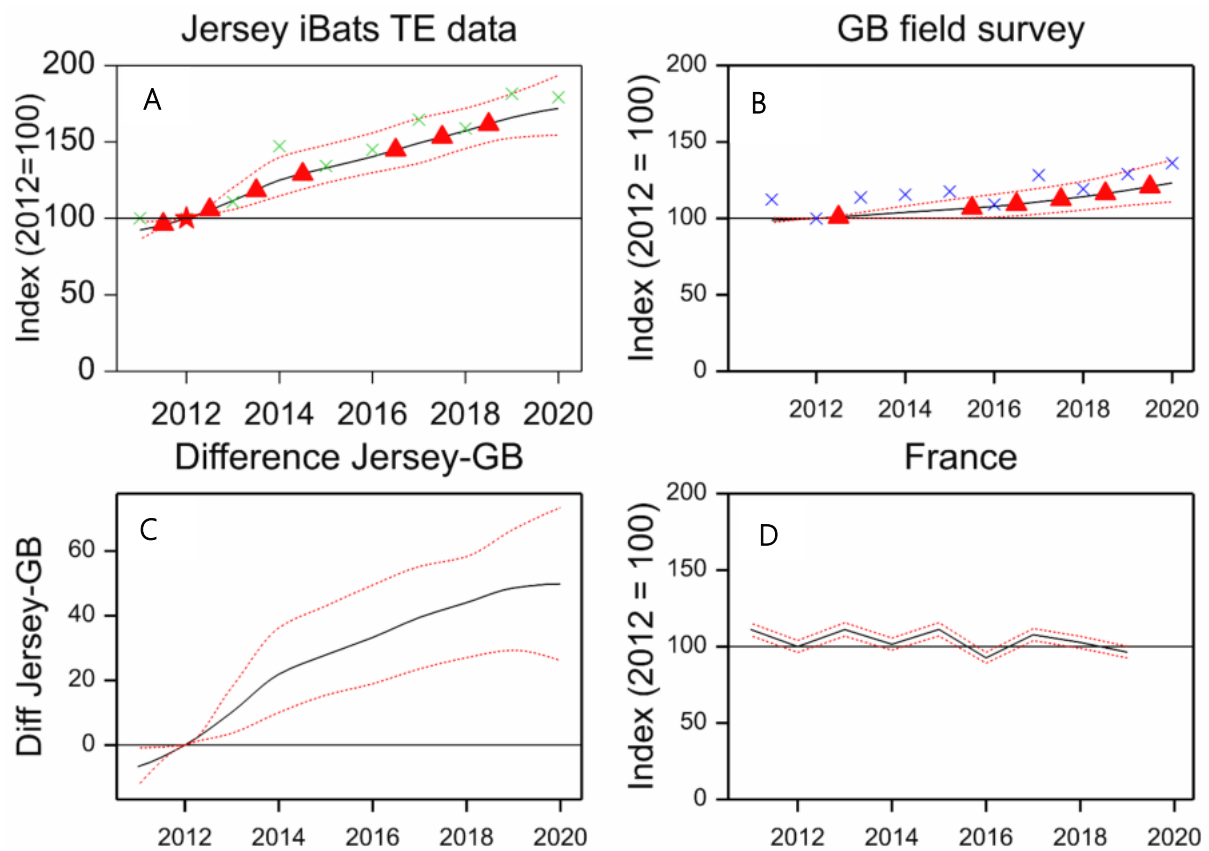 Jersey iBats TE data
A
Index (2012=100)
200
150
100
50
0
2012 2014 2016 2018 2020
GB field survey
B
Index (2012 = 100)
200
150
100
50
0
2012 2014 2016 2018 2020
Difference Jersey-GB
C
Diff Jersey-GB
60
40
20
0
2012 2014 2016 2018 2020
France
D
Index (2012 = 100)
200
150
100
50
0
2012 2014 2016 2018 2020